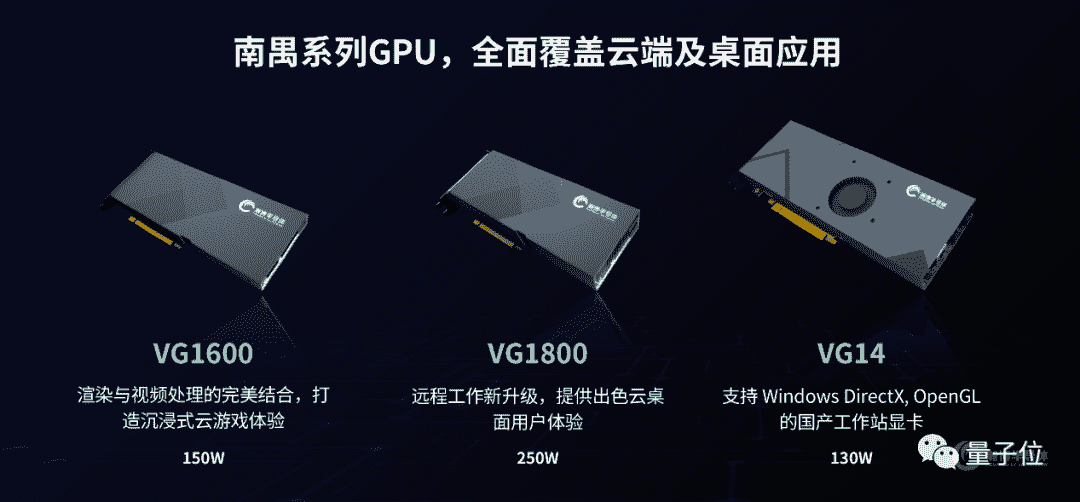 南禺系列GPU，全面覆盖云端及桌面应用
VG1600
渲染与视频处理的完美结合，打
造沉浸式云游戏体验
150W
VG1800
远程工作新升级，提供出色云桌
面用户体验
250W
VG14
支持 Windows DirectX, OpenGL
的国产工作站显卡
130W
量子位